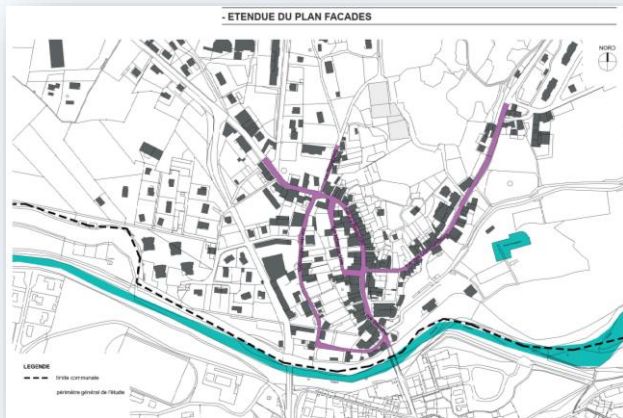 - ETENDUE DU PLAN FACADES
NORD
LEGENDE
limite communale
périmètre général de l'étude